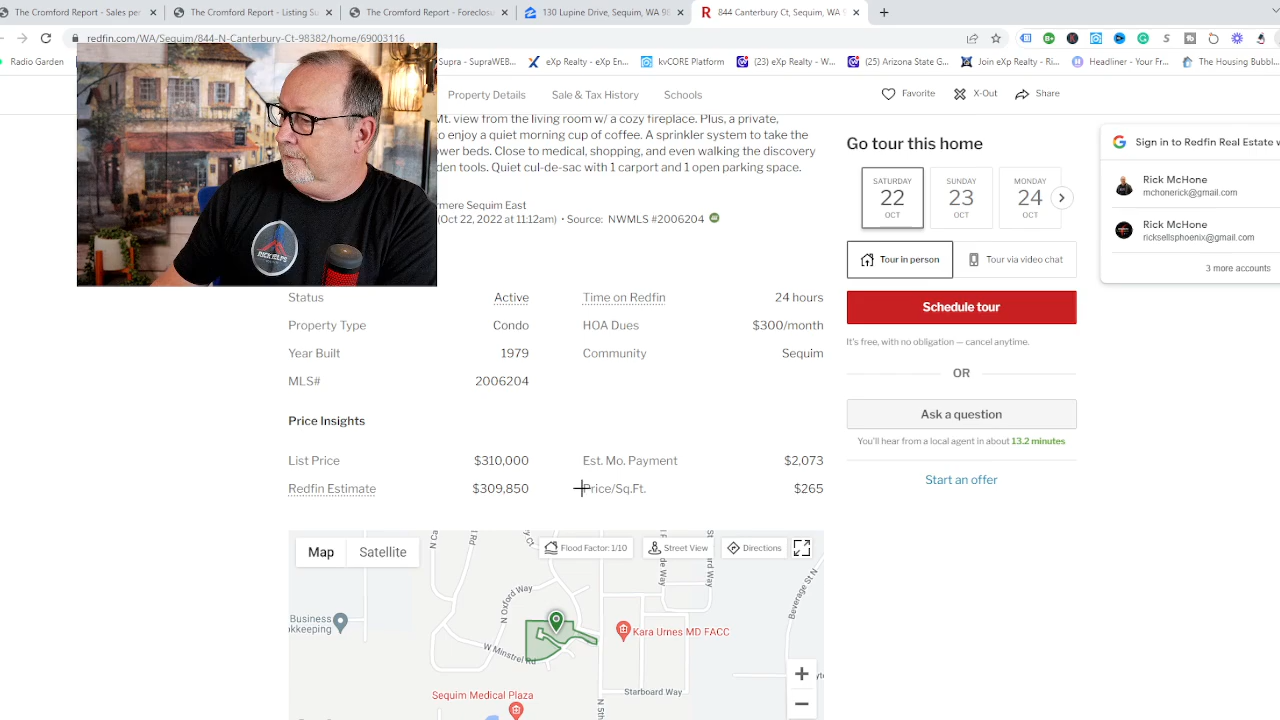 The Cromford Report - Sales per
The Cromford Report - Listing Su
The Cromford Report - Foreclosu
130 Lupine Drive, Sequim, WA 98
844 Canterbury Ct, Sequim, WA 9
redfin.com/WA/Sequim/844-N-Canterbury-Ct-98382/home/69003116
Radio Garden
Supra - SupraWEB...
eXp Realty - eXp En...
kvCORE Platform
(23) eXp Realty - W...
(25) Arizona State G...
Join eXp Realty - Ri...
Headliner - Your Fr...
The Housing Bubbl
Property Details
Sale & Tax History
Schools
Favorite
X-Out
Share
Mt. view from the living room w/ a cozy fireplace. Plus, a private,
to enjoy a quiet morning cup of coffee. A sprinkler system to take the
wer beds. Close to medical, shopping, and even walking the discovery
den tools. Quiet cul-de-sac with 1 carport and 1 open parking space.
mere Sequim East
(Oct 22, 2022 at 11:12am) • Source: NWMLS #2006204
Status Active
Time on Redfin 24 hours
Property Type Condo
HOA Dues $300/month
Year Built 1979
Community Sequim
MLS# 2006204
Price Insights
List Price $310,000
Est. Mo. Payment $2,073
Redfin Estimate $309,850
Price/Sq.Ft. $265
Go tour this home
SATURDAY
22
OCT
SUNDAY
23
OCT
MONDAY
24
OCT
Tour in person
Tour via video chat
Schedule tour
It's free, with no obligation — cancel anytime.
OR
Ask a question
You'll hear from a local agent in about 13.2 minutes
Start an offer
Sign in to Redfin Real Estate w
Rick McHone
mchonerick@gmail.com
Rick McHone
ricksellsphoenix@gmail.com
3 more accounts
Map
Satellite
Flood Factor: 1/10
Street View
Directions
N Oxford Way
W Minstrel Rd
Business
Kara Urnes MD FACC
Starboard Way
Beverage St N
Sequim Medical Plaza
N 5th